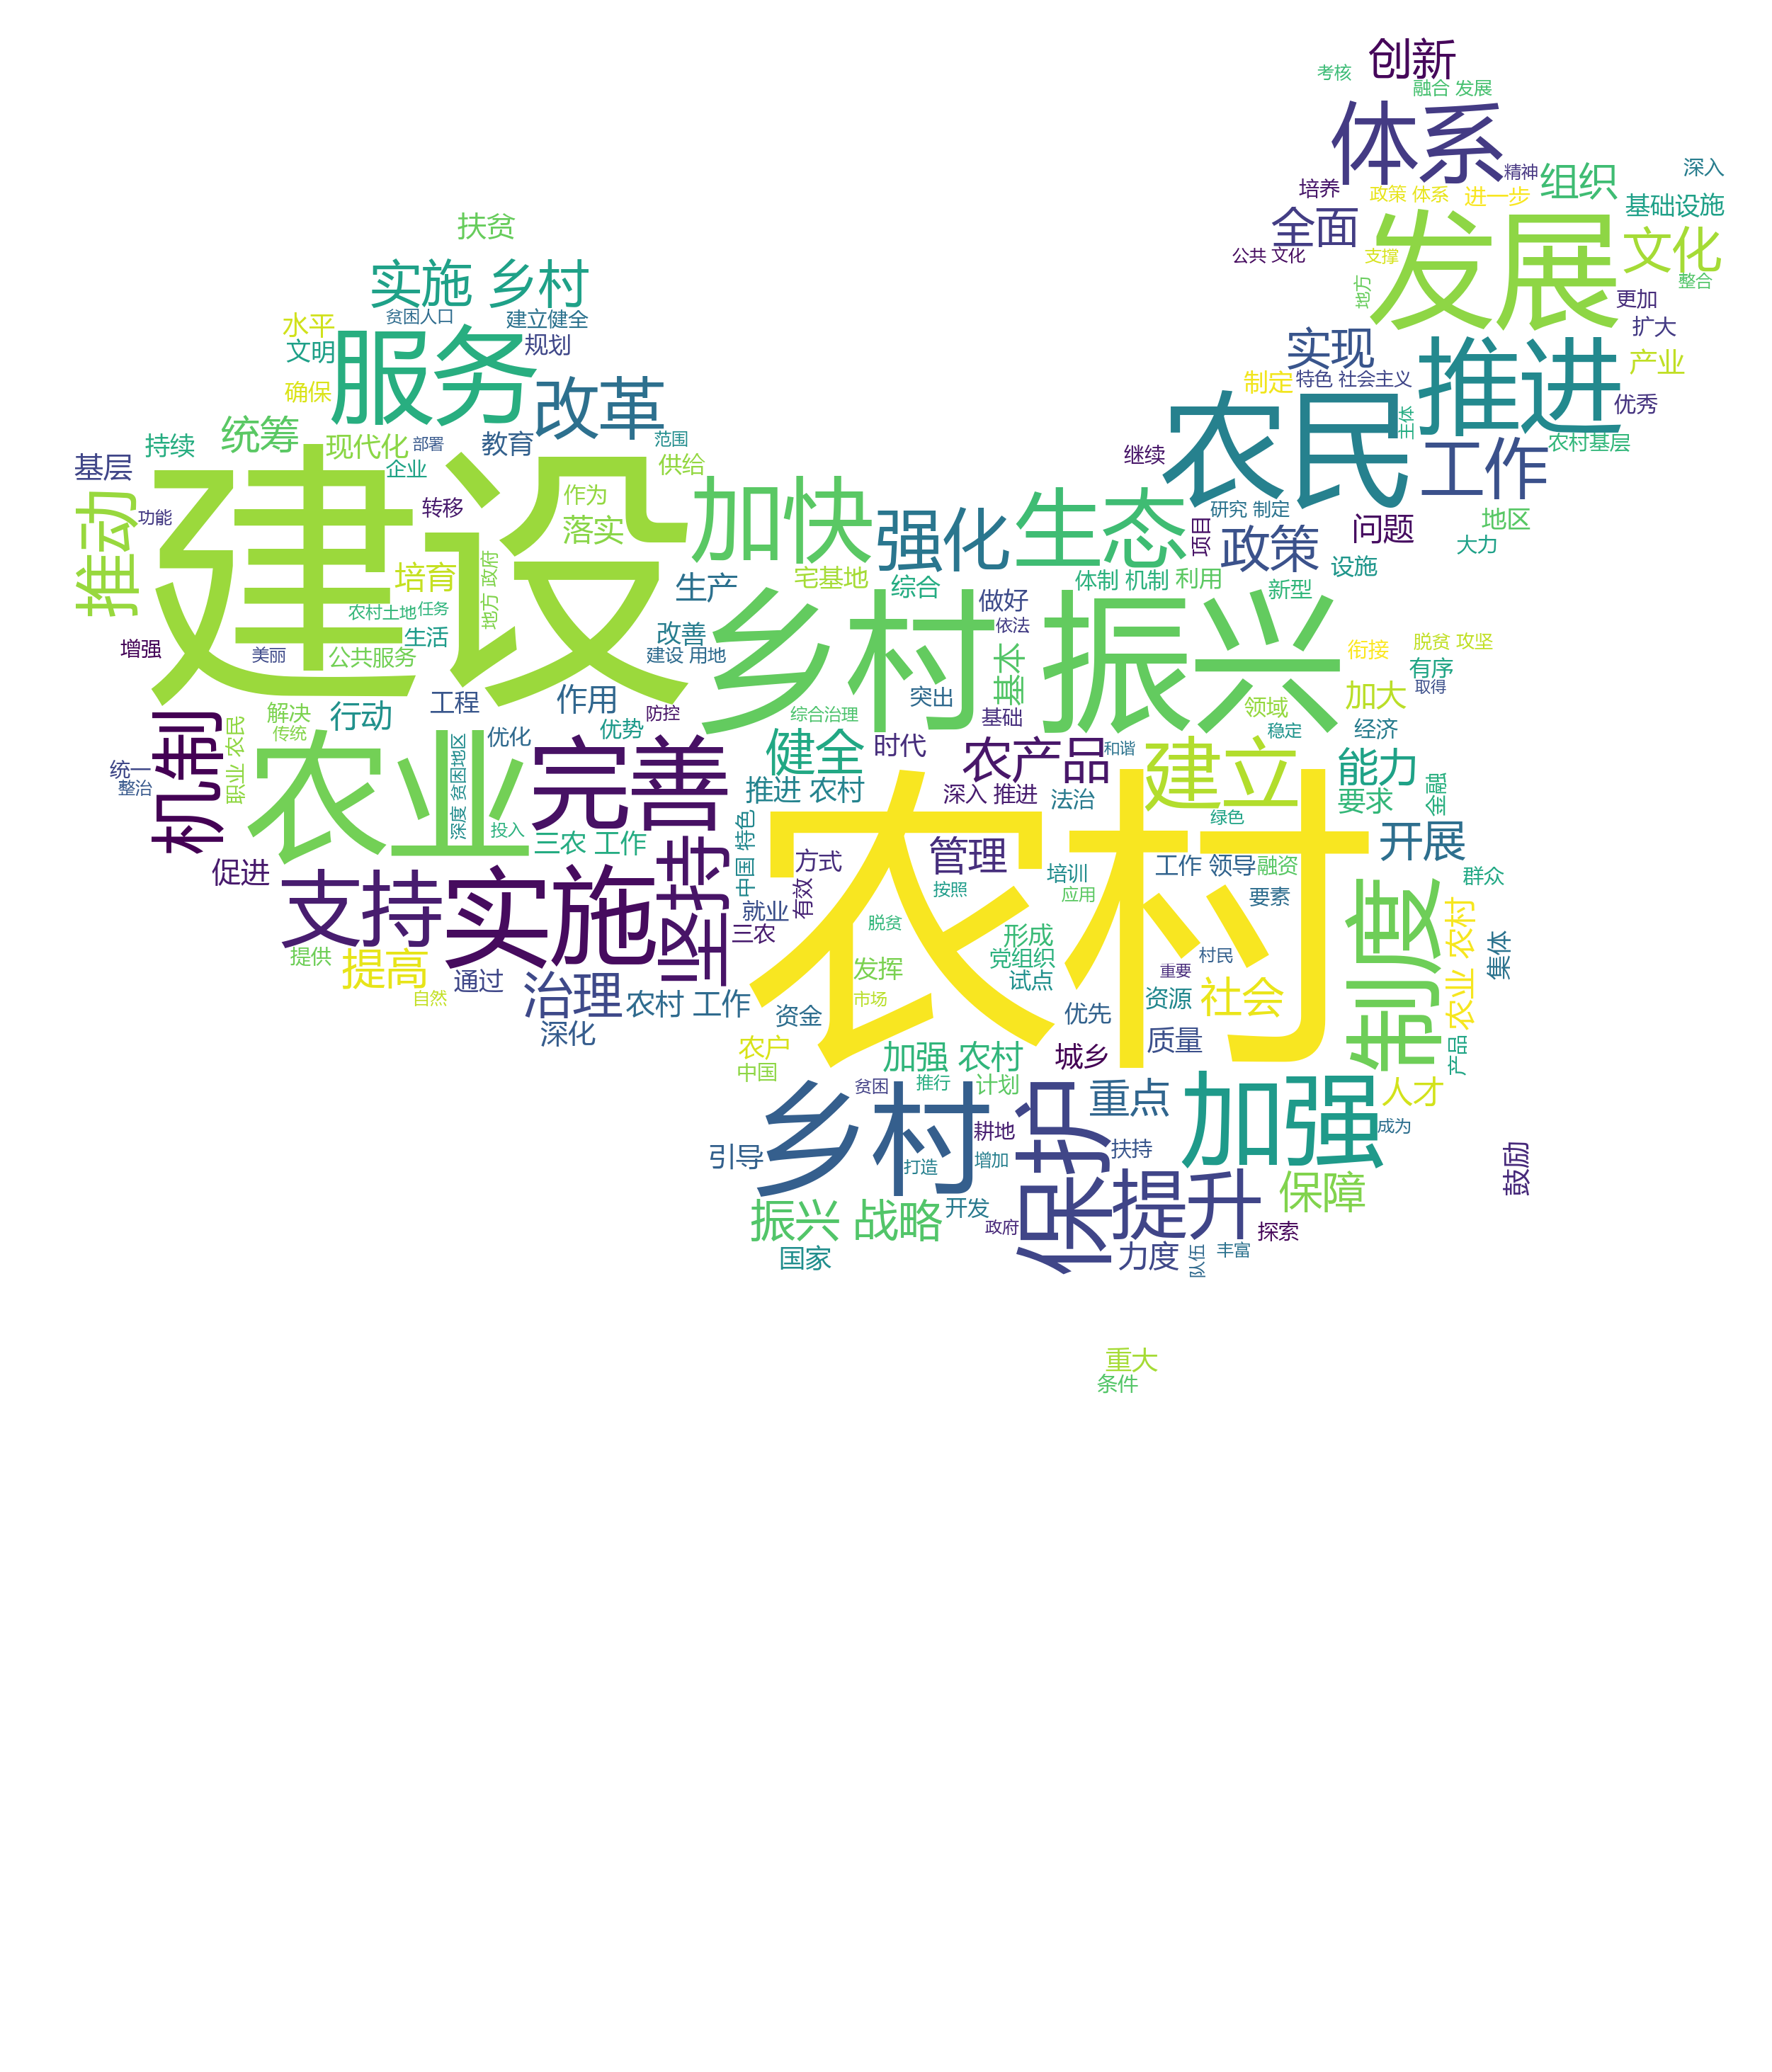 创新
考核
融合 发展
体系
精神
组织
深入
培养
政策 体系
进一步
基础设施
全面
发展
文化
扶贫
公共 文化
支撑
整合
地方
更加
实施 乡村
贫困人口
建立健全
水平
文明
服务
规划
扩大
实现
推进
产业
确保
改革
制定
特色 社会主义
优秀
农民
主体
统筹
持续
现代化
部署
教育
范围
农村基层
工作
继续
基层
企业
供给
建设
加快
强化
生态
作为
转移
落实
功能
推动
研究 制定
项目
政策
问题
地区
大力
设施
培育
地方 政府
生产
宅基地
综合
体制 机制
利用
新型
做好
农村土地
任务
生活
改善
依法
乡村 振兴
增强
美丽
公共服务
建设 用地
基本
衔接
脱贫 攻坚
有序
取得
工程
作用
突出
加大
机制
解决
传统
行动
防控
优势
优化
综合治理
基础
领域
稳定
经济
职业 农民
农业
深度 贫困地区
完善
健全
时代
农产品
和谐
建立
能力
统一
整治
推进 农村
深入 推进
法治
要求
金融
投入
三农 工作
中国 特色
绿色
农村
管理
开展
促进
坚持
方式
工作 领导
融资
培训
应用
按照
要素
群众
支持
实施
有效
就业
三农
脱贫
制度
农业 农村
集体
提供
提高
通过
自然
治理
农村 工作
深化
形成
党组织
试点
发挥
市场
村民
重要
资源
社会
资金
优先
质量
农户
中国
加强 农村
城乡
产品
贫困
推行
计划
重点
加强
人才
成为
乡村
耕地
保护
扶持
引导
打造
增加
鼓励
提升
保障
振兴 战略
开发
政府
探索
国家
力度
队伍
丰富
重大
条件